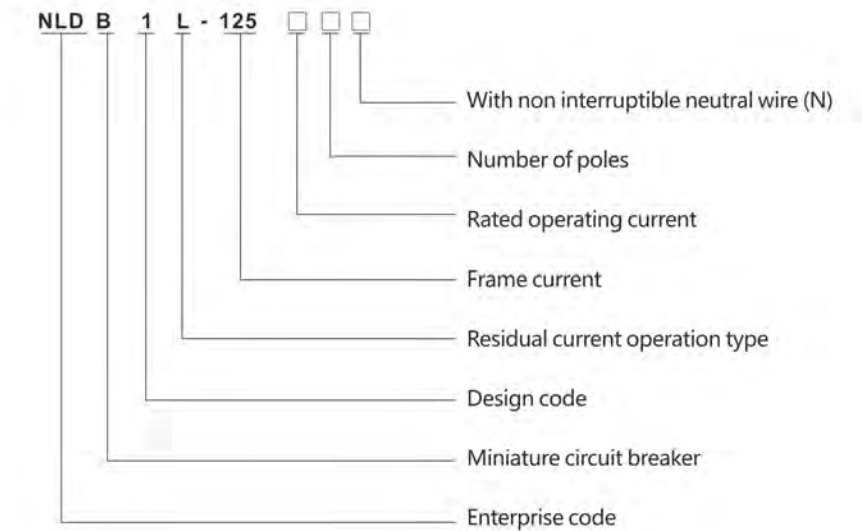 NLD B 1 L - 125 □ □ □
With non interruptible neutral wire (N)
Number of poles
Rated operating current
Frame current
Residual current operation type
Design code
Miniature circuit breaker
Enterprise code